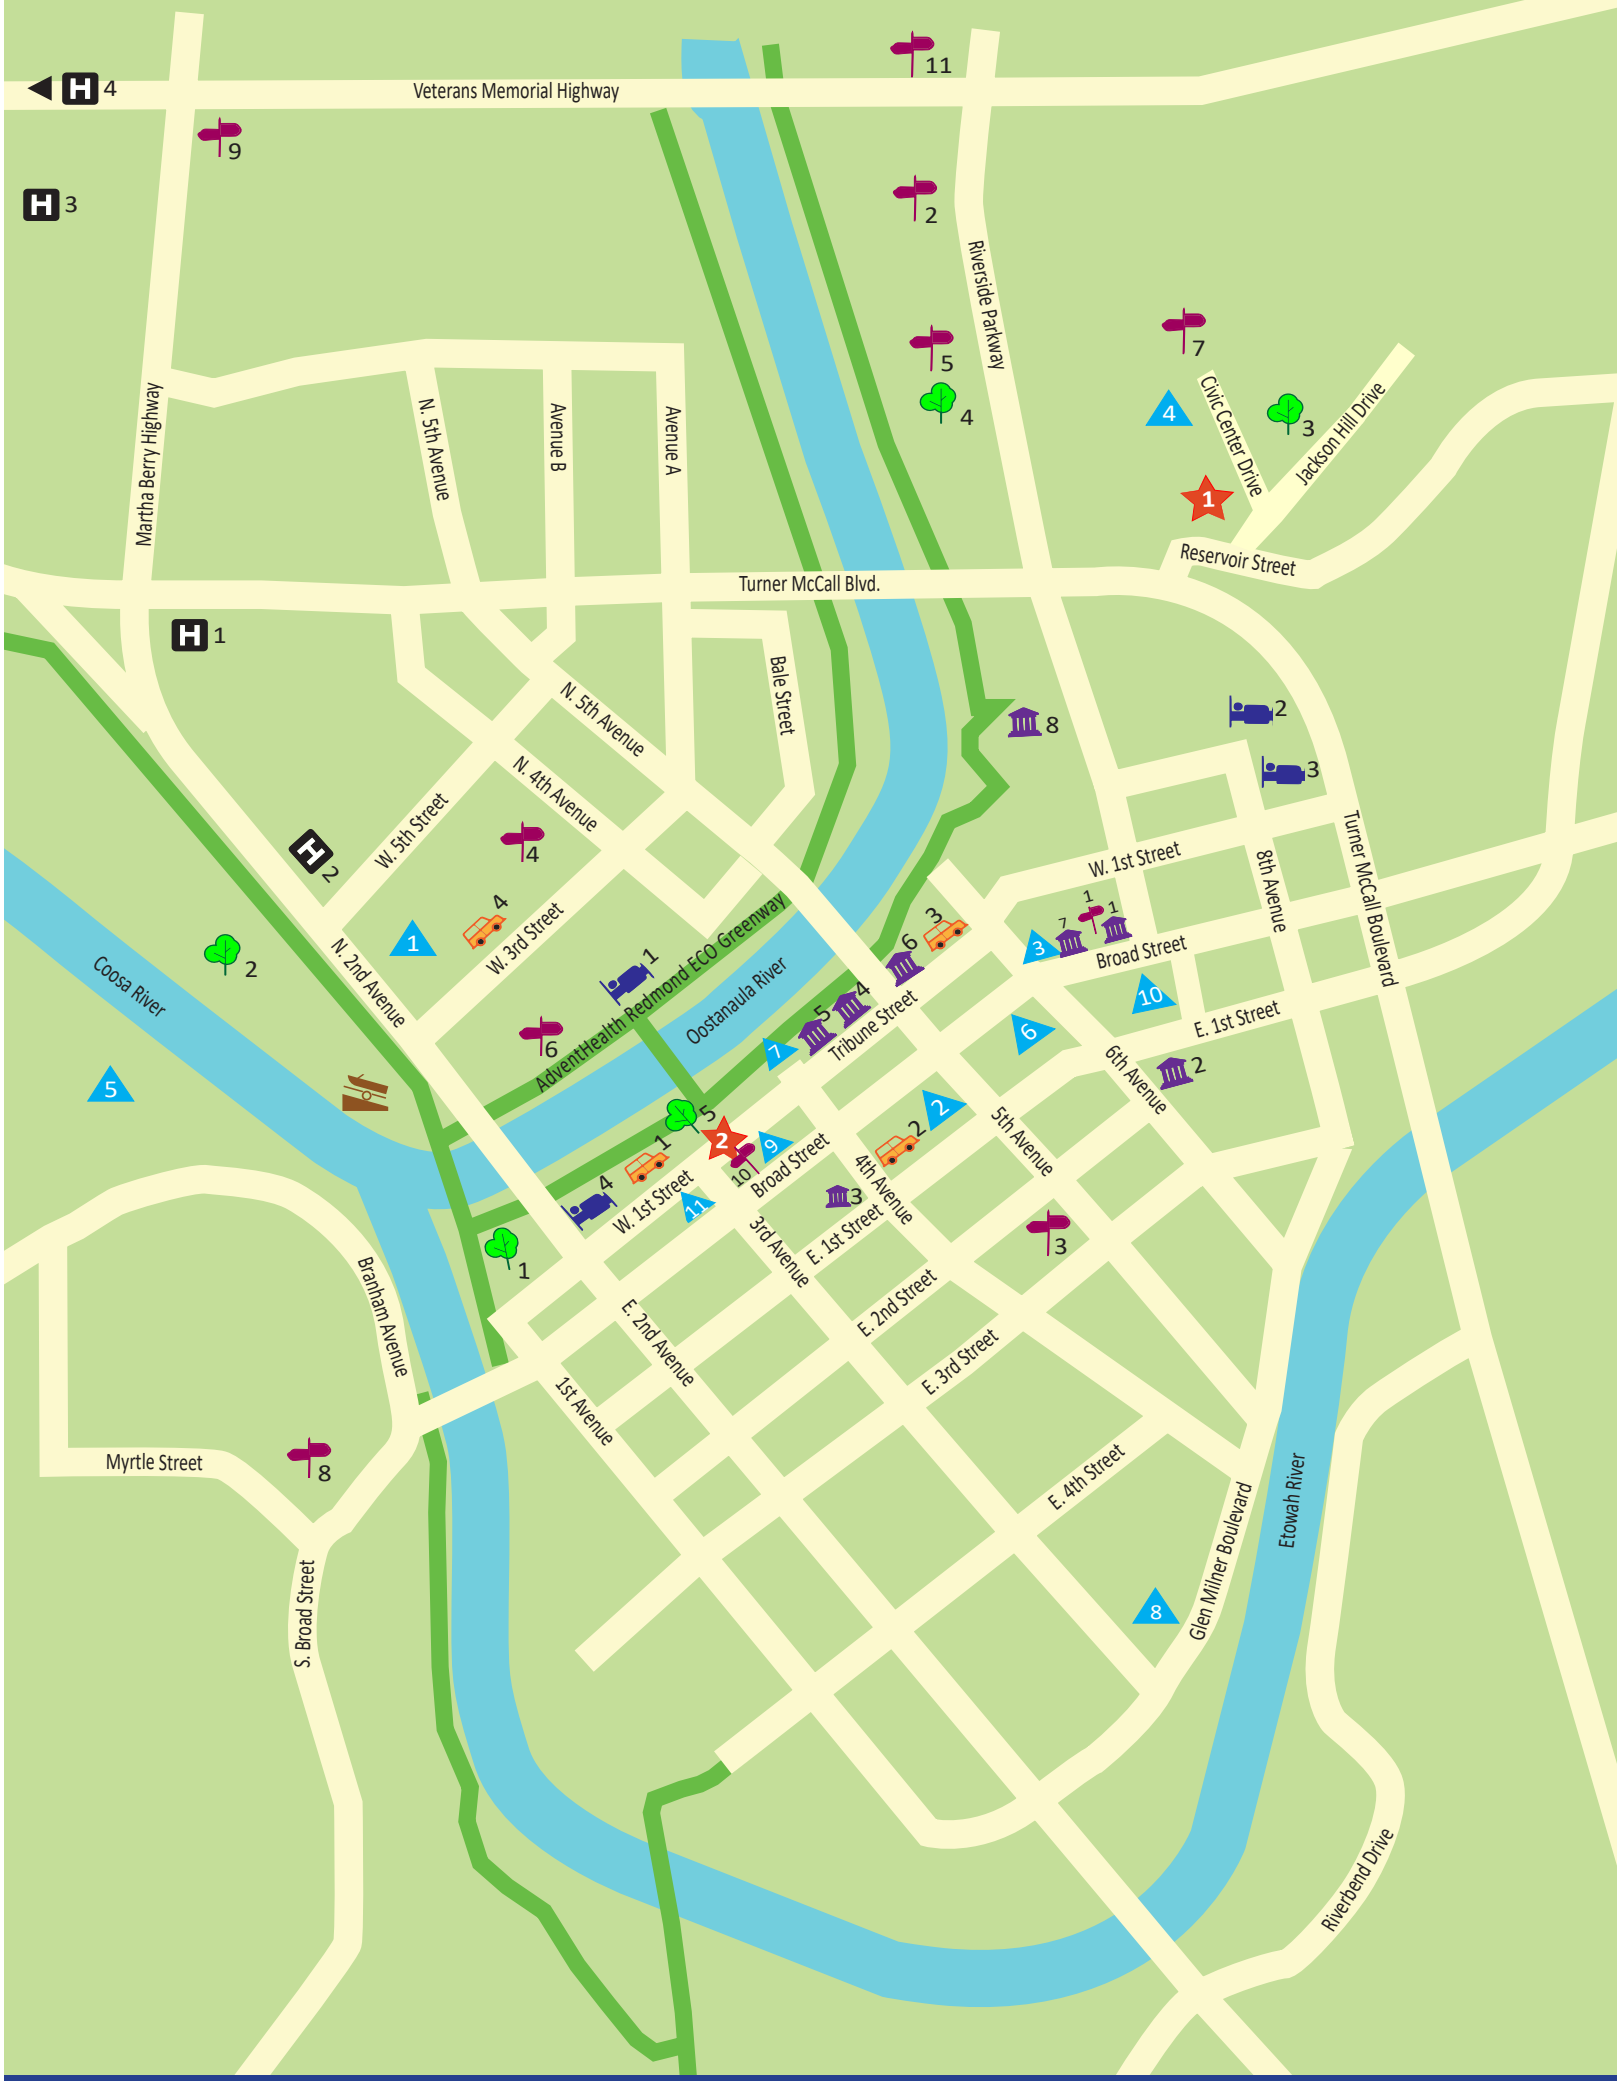 11
H 4
Veterans Memorial Highway
9
H 3
2
Riverside Parkway
7
5
4
4
Civic Center Drive
3
Jackson Hill Drive
Martha Berry Highway
N. 5th Avenue
Avenue B
Avenue A
1
Reservoir Street
Turner McCall Blvd.
H 1
Bale Street
N. 5th Avenue
8
2
3
N. 4th Avenue
W. 5th Street
4
H 2
Turner McCall Boulevard
W. 1st Street
8th Avenue
1
4
3
W. 3rd Street
N. 2nd Avenue
2
Coosa River
1
AdventHealth Redmond ECO Greenway
Oostanaula River
6
3
7
1
1
Broad Street
10
E. 1st Street
4
5
Tribune Street
7
6
6
6th Avenue
2
5
5
2
1
10
9
Broad Street
2
2
5th Avenue
4th Avenue
4
W. 1st Street
11
3
E. 1st Street
3rd Avenue
3
1
Branham Avenue
E. 2nd Street
E. 2nd Avenue
E. 3rd Street
1st Avenue
Myrtle Street
8
E. 4th Street
Glen Milner Boulevard
Etowah River
S. Broad Street
8
Riverbend Drive